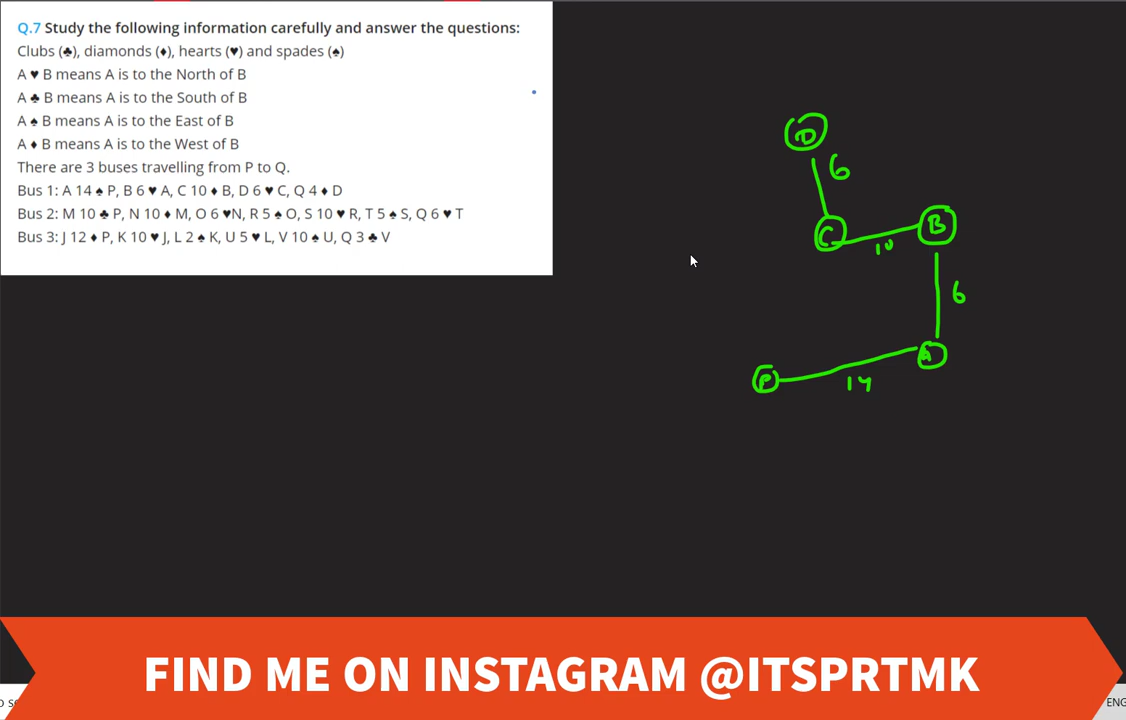 Q.7 Study the following information carefully and answer the questions:
Clubs (♣), diamonds (♦), hearts (♥) and spades (♠)
A ♥ B means A is to the North of B
A ♣ B means A is to the South of B
A ♠ B means A is to the East of B
A ♦ B means A is to the West of B
There are 3 buses travelling from P to Q.
Bus 1: A 14 ♠ P, B 6 ♥ A, C 10 ♦ B, D 6 ♥ C, Q 4 ♦ D
Bus 2: M 10 ♣ P, N 10 ♦ M, O 6 ♥N, R 5 ♠ O, S 10 ♥ R, T 5 ♠ S, Q 6 ♥ T
Bus 3: J 12 ♦ P, K 10 ♥ J, L 2 ♠ K, U 5 ♥ L, V 10 ♠ U, Q 3 ♣ V
D
6
C
10
B
6
A
P
14
FIND ME ON INSTAGRAM @ITSPRTMK
ENG